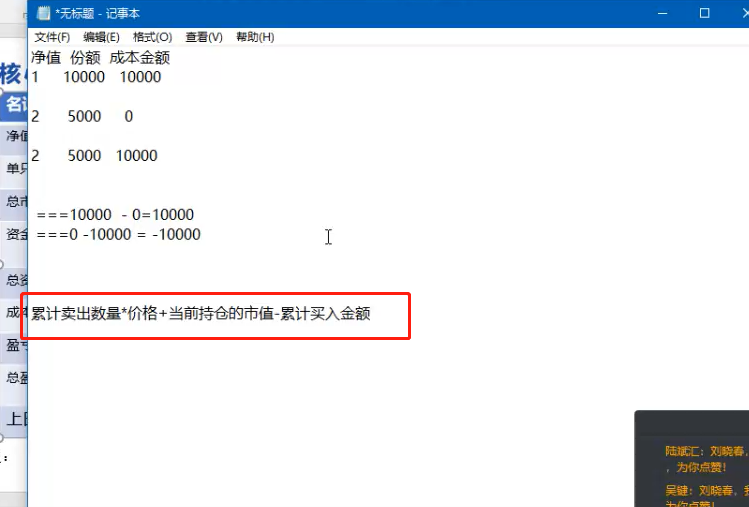 *无标题 - 记事本
文件(F) 编辑(E) 格式(O) 查看(V) 帮助(H)
净值 份额 成本金额
1 10000 10000
2 5000 0
2 5000 10000
===10000 - 0=10000
===0 -10000 = -10000
累计卖出数量*价格+当前持仓的市值-累计买入金额
核
名
净值
单只
总市
资金
总资
成本
盈亏
总盈
上日
陆斌汇：刘晓春，
，为你点赞！
吴键：刘晓春，我
为你点赞！